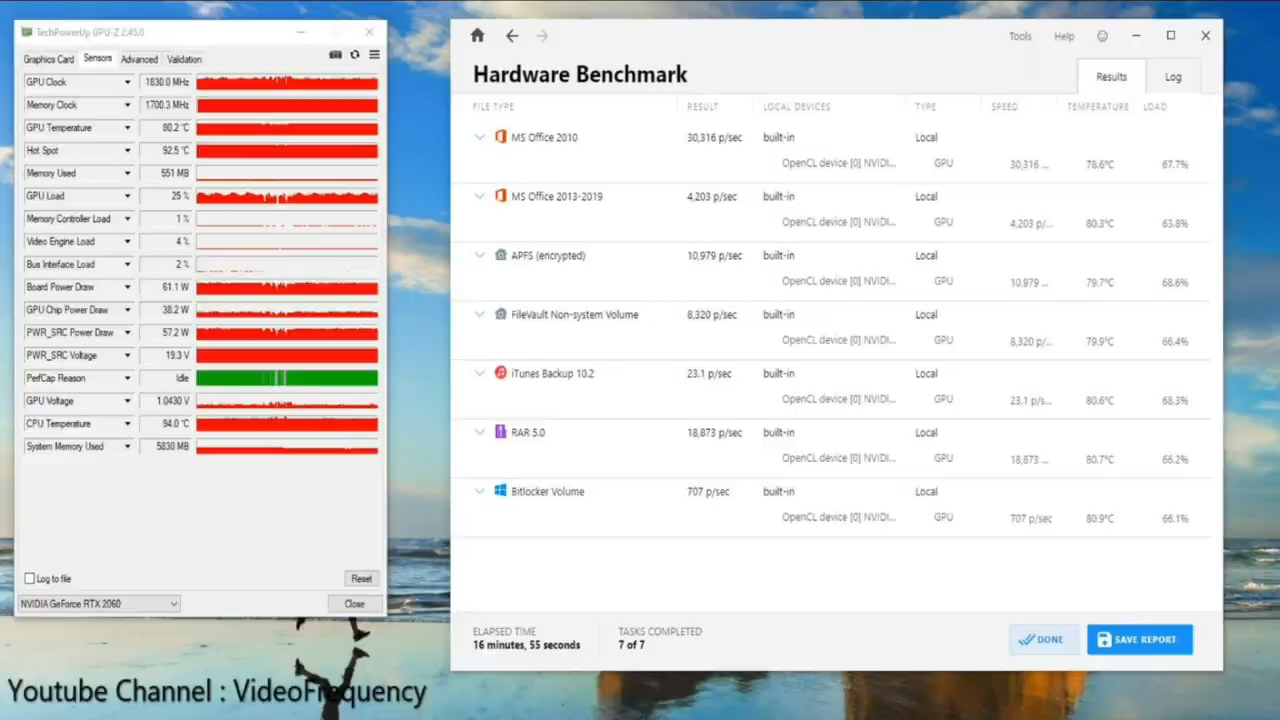 TechPowerUp GPU-Z 2.45.0
Graphics Card Sensors Advanced Validation
GPU Clock 1830.0 MHz
Memory Clock 1700.3 MHz
GPU Temperature 80.2 °C
Hot Spot 92.5 °C
Memory Used 551 MB
GPU Load 25 %
Memory Controller Load 1 %
Video Engine Load 4 %
Bus Interface Load 2 %
Board Power Draw 61.1 W
GPU Chip Power Draw 38.2 W
PWR_SRC Power Draw 57.2 W
PWR_SRC Voltage 19.3 V
PerfCap Reason Idle
GPU Voltage 1.0430 V
CPU Temperature 94.0 °C
System Memory Used 5830 MB
Log to file Reset
NVIDIA GeForce RTX 2060 Close
Tools Help
Hardware Benchmark
Results Log
FILE TYPE RESULT LOCAL DEVICES TYPE SPEED TEMPERATURE LOAD
MS Office 2010 30,316 p/sec built-in Local
OpenCL device [0] NVIDI... GPU 30,316 ... 78.6°C 67.7%
MS Office 2013-2019 4,203 p/sec built-in Local
OpenCL device [0] NVIDI... GPU 4,203 p/... 80.3°C 63.8%
APFS (encrypted) 10,979 p/sec built-in Local
OpenCL device [0] NVIDI... GPU 10,979 ... 79.7°C 68.6%
FileVault Non-system Volume 8,320 p/sec built-in Local
OpenCL device [0] NVIDI... GPU 8,320 p/... 79.9°C 66.4%
iTunes Backup 10.2 23.1 p/sec built-in Local
OpenCL device [0] NVIDI... GPU 23.1 p/s... 80.6°C 68.3%
RAR 5.0 18,873 p/sec built-in Local
OpenCL device [0] NVIDI... GPU 18,873 ... 80.7°C 66.2%
Bitlocker Volume 707 p/sec built-in Local
OpenCL device [0] NVIDI... GPU 707 p/sec 80.9°C 66.1%
ELAPSED TIME TASKS COMPLETED
16 minutes, 55 seconds 7 of 7
DONE SAVE REPORT
Youtube Channel : VideoFrequency